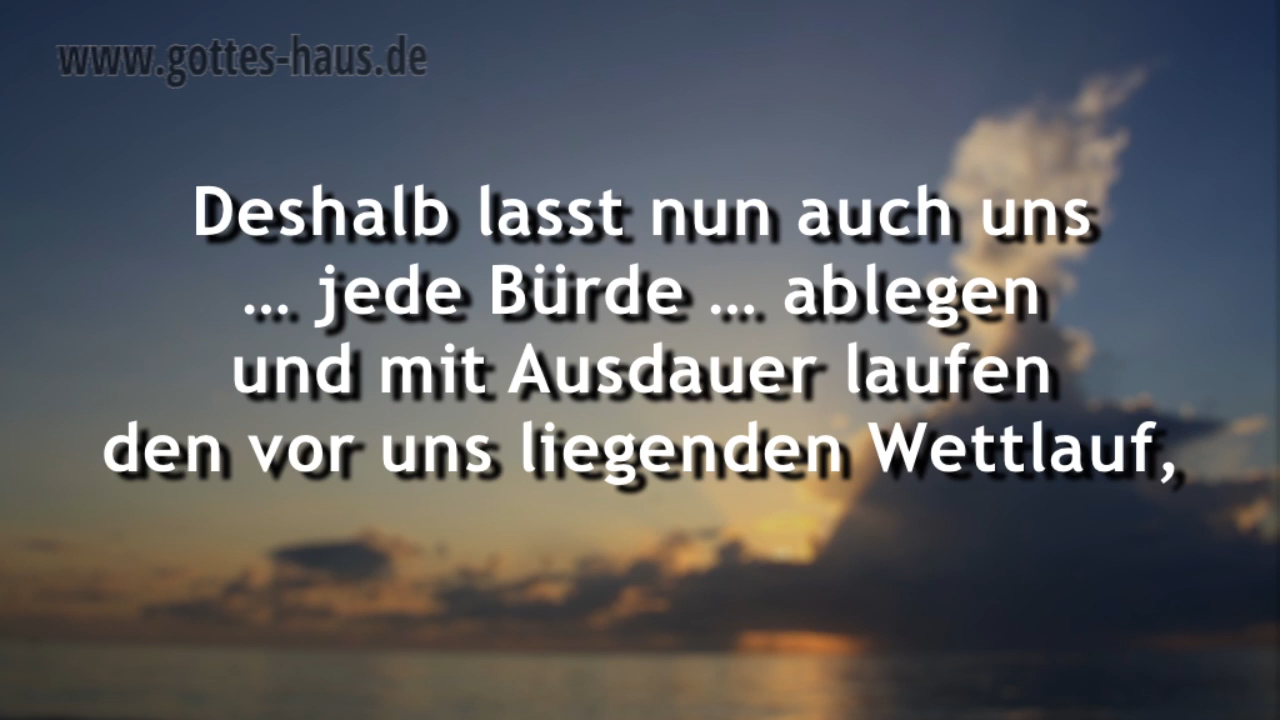 www.gottes-haus.de
Deshalb lasst nun auch uns
... jede Bürde ... ablegen
und mit Ausdauer laufen
den vor uns liegenden Wettlauf,